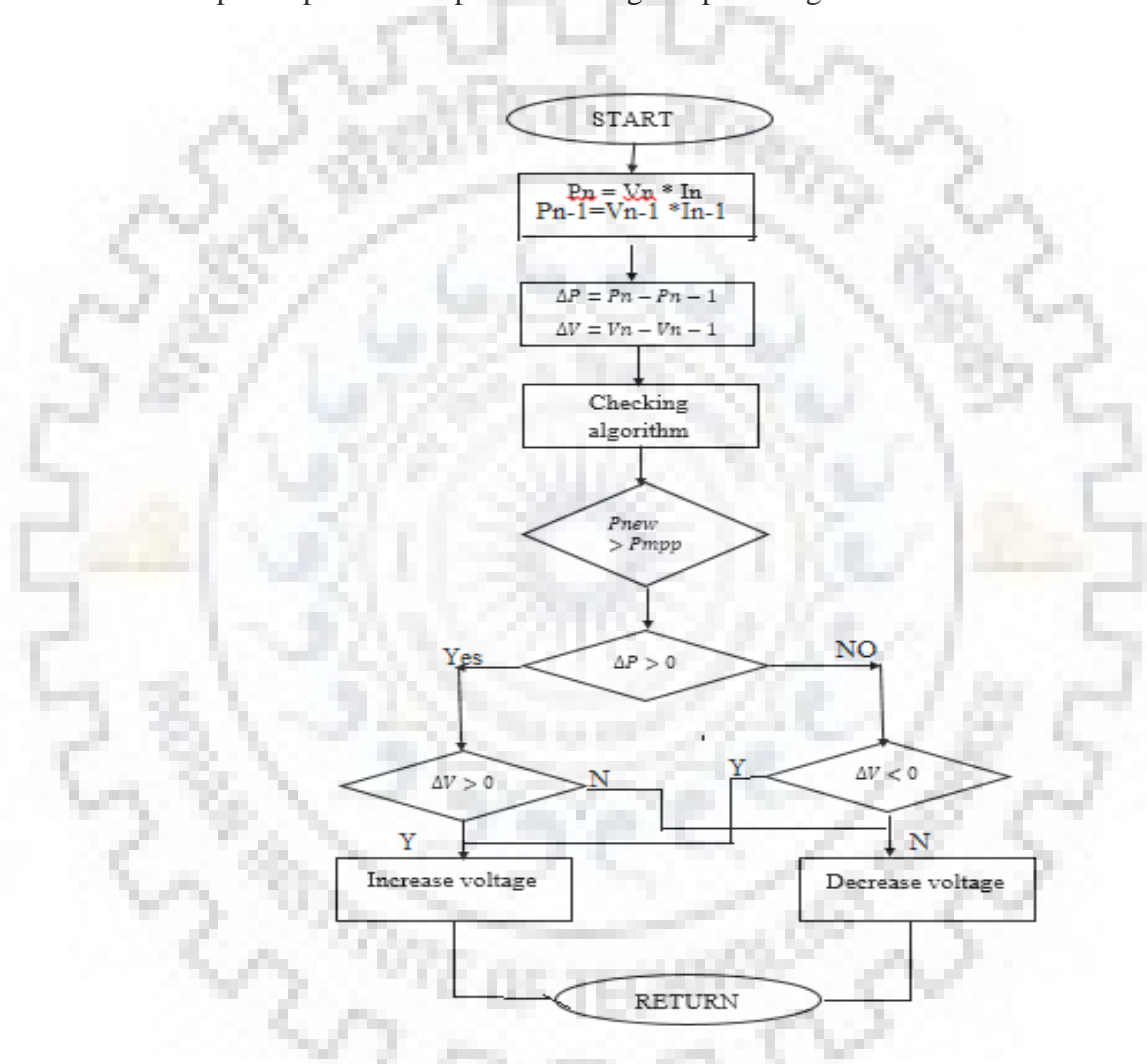 START
Pn = Vn * In
Pn-1=Vn-1 *In-1
ΔP = Pn − Pn − 1
ΔV = Vn − Vn − 1
Checking
algorithm
Pnew
> Pmpp
Yes
ΔP > 0
NO
ΔV > 0
N
Y
ΔV < 0
Y
N
Increase voltage
Decrease voltage
RETURN